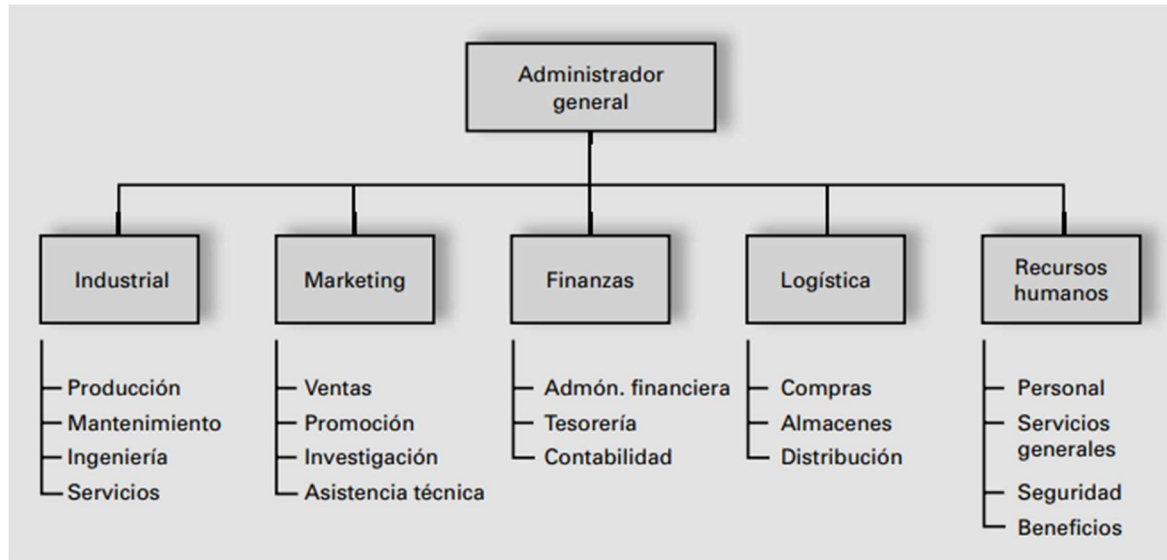 Administrador
general
Industrial
Marketing
Finanzas
Logística
Recursos
humanos
Producción
Mantenimiento
Ingeniería
Servicios
Ventas
Promoción
Investigación
Asistencia técnica
Admón. financiera
Tesorería
Contabilidad
Compras
Almacenes
Distribución
Personal
Servicios
generales
Seguridad
Beneficios